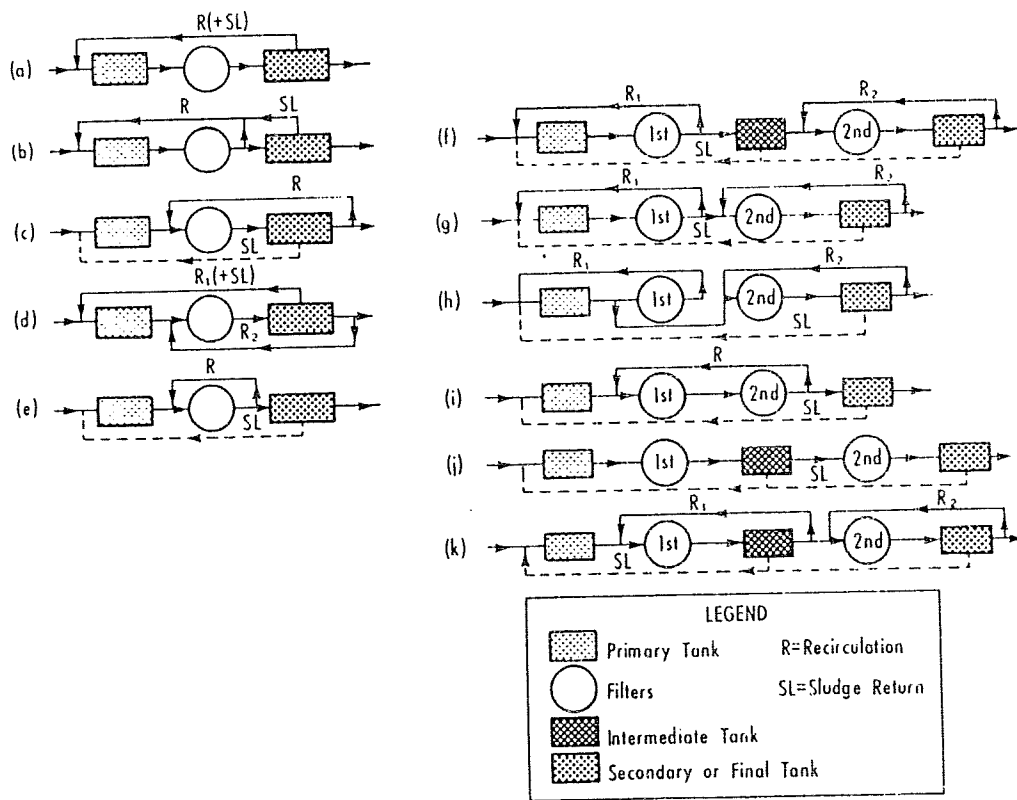 R(+SL)
(a)
R SL
(b)
R
(c)
SL
R₁(+SL)
(d)
R₂
R
(e)
SL
R₁ R₂
(f) 1st 2nd
SL
R₁ R₂
(g) 1st 2nd
SL
R₁ R₂
(h) 1st 2nd
SL
R
(i) 1st 2nd
SL
(j) 1st 2nd
SL
R₁ R₂
(k) 1st 2nd
SL
LEGEND
Primary Tank R=Recirculation
Filters SL=Sludge Return
Intermediate Tank
Secondary or Final Tank